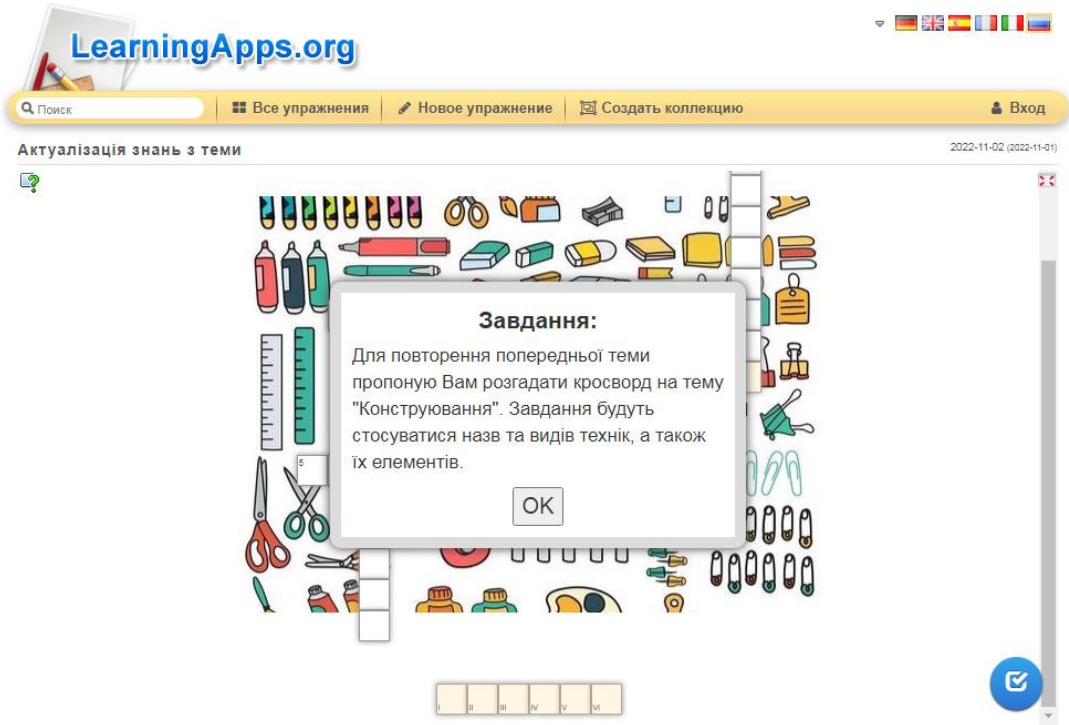 LearningApps.org
Поиск
Все упражнения
Новое упражнение
Создать коллекцию
Вход
Актуалізація знань з теми
2022-11-02 (2022-11-01)
Завдання:
Для повторення попередньої теми
пропоную Вам розгадати кросворд на тему
"Конструювання". Завдання будуть
стосуватися назв та видів технік, а також
їх елементів.
OK
5
I II III IV V VI